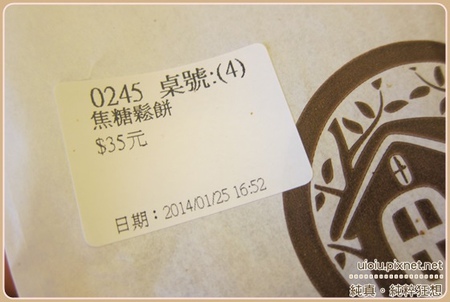 0245 桌號:(4)
焦糖鬆餅
$35元
日期：2014/01/25 16:52
uioiu.pixnet.net
純真。純粹狂想